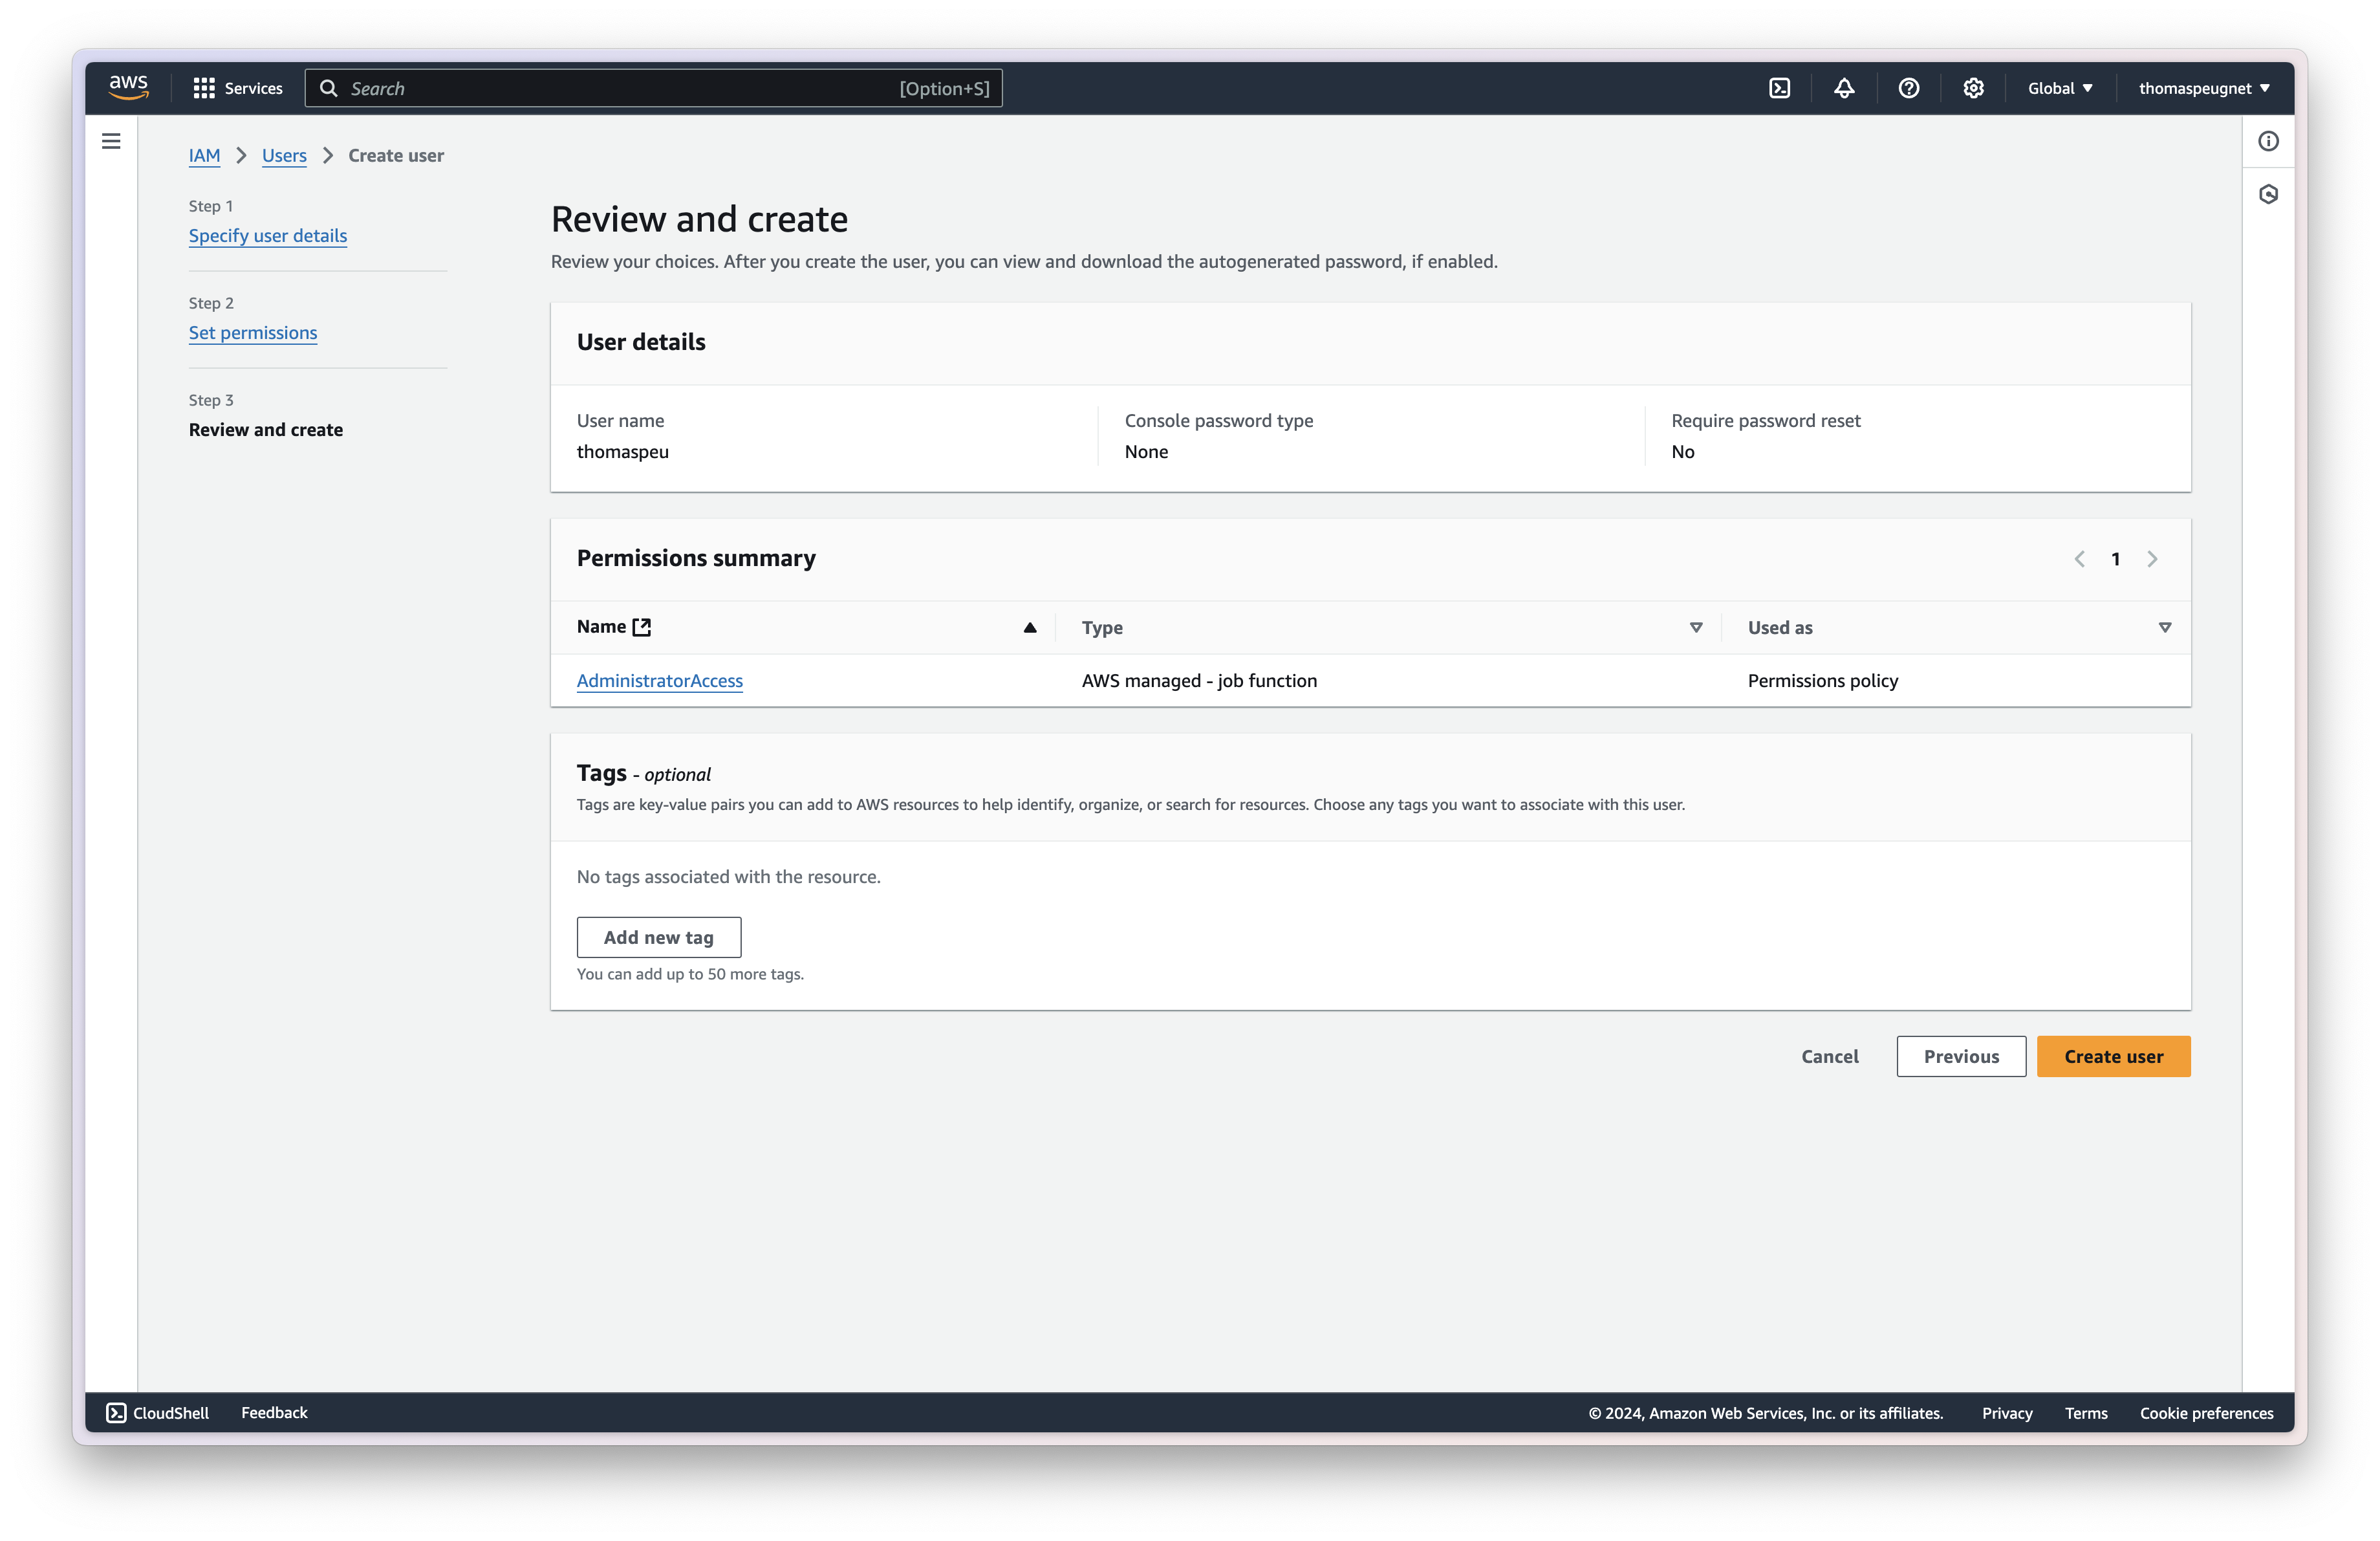 aws
Services
Search
[Option+S]
Global
thomaspeugnet
IAM
Users
Create user
Step 1
Specify user details
Step 2
Set permissions
Step 3
Review and create
Review and create
Review your choices. After you create the user, you can view and download the autogenerated password, if enabled.
User details
User name
thomaspeu
Console password type
None
Require password reset
No
Permissions summary
1
Name
Type
Used as
AdministratorAccess
AWS managed - job function
Permissions policy
Tags - optional
Tags are key-value pairs you can add to AWS resources to help identify, organize, or search for resources. Choose any tags you want to associate with this user.
No tags associated with the resource.
Add new tag
You can add up to 50 more tags.
Cancel
Previous
Create user
CloudShell
Feedback
© 2024, Amazon Web Services, Inc. or its affiliates.
Privacy
Terms
Cookie preferences